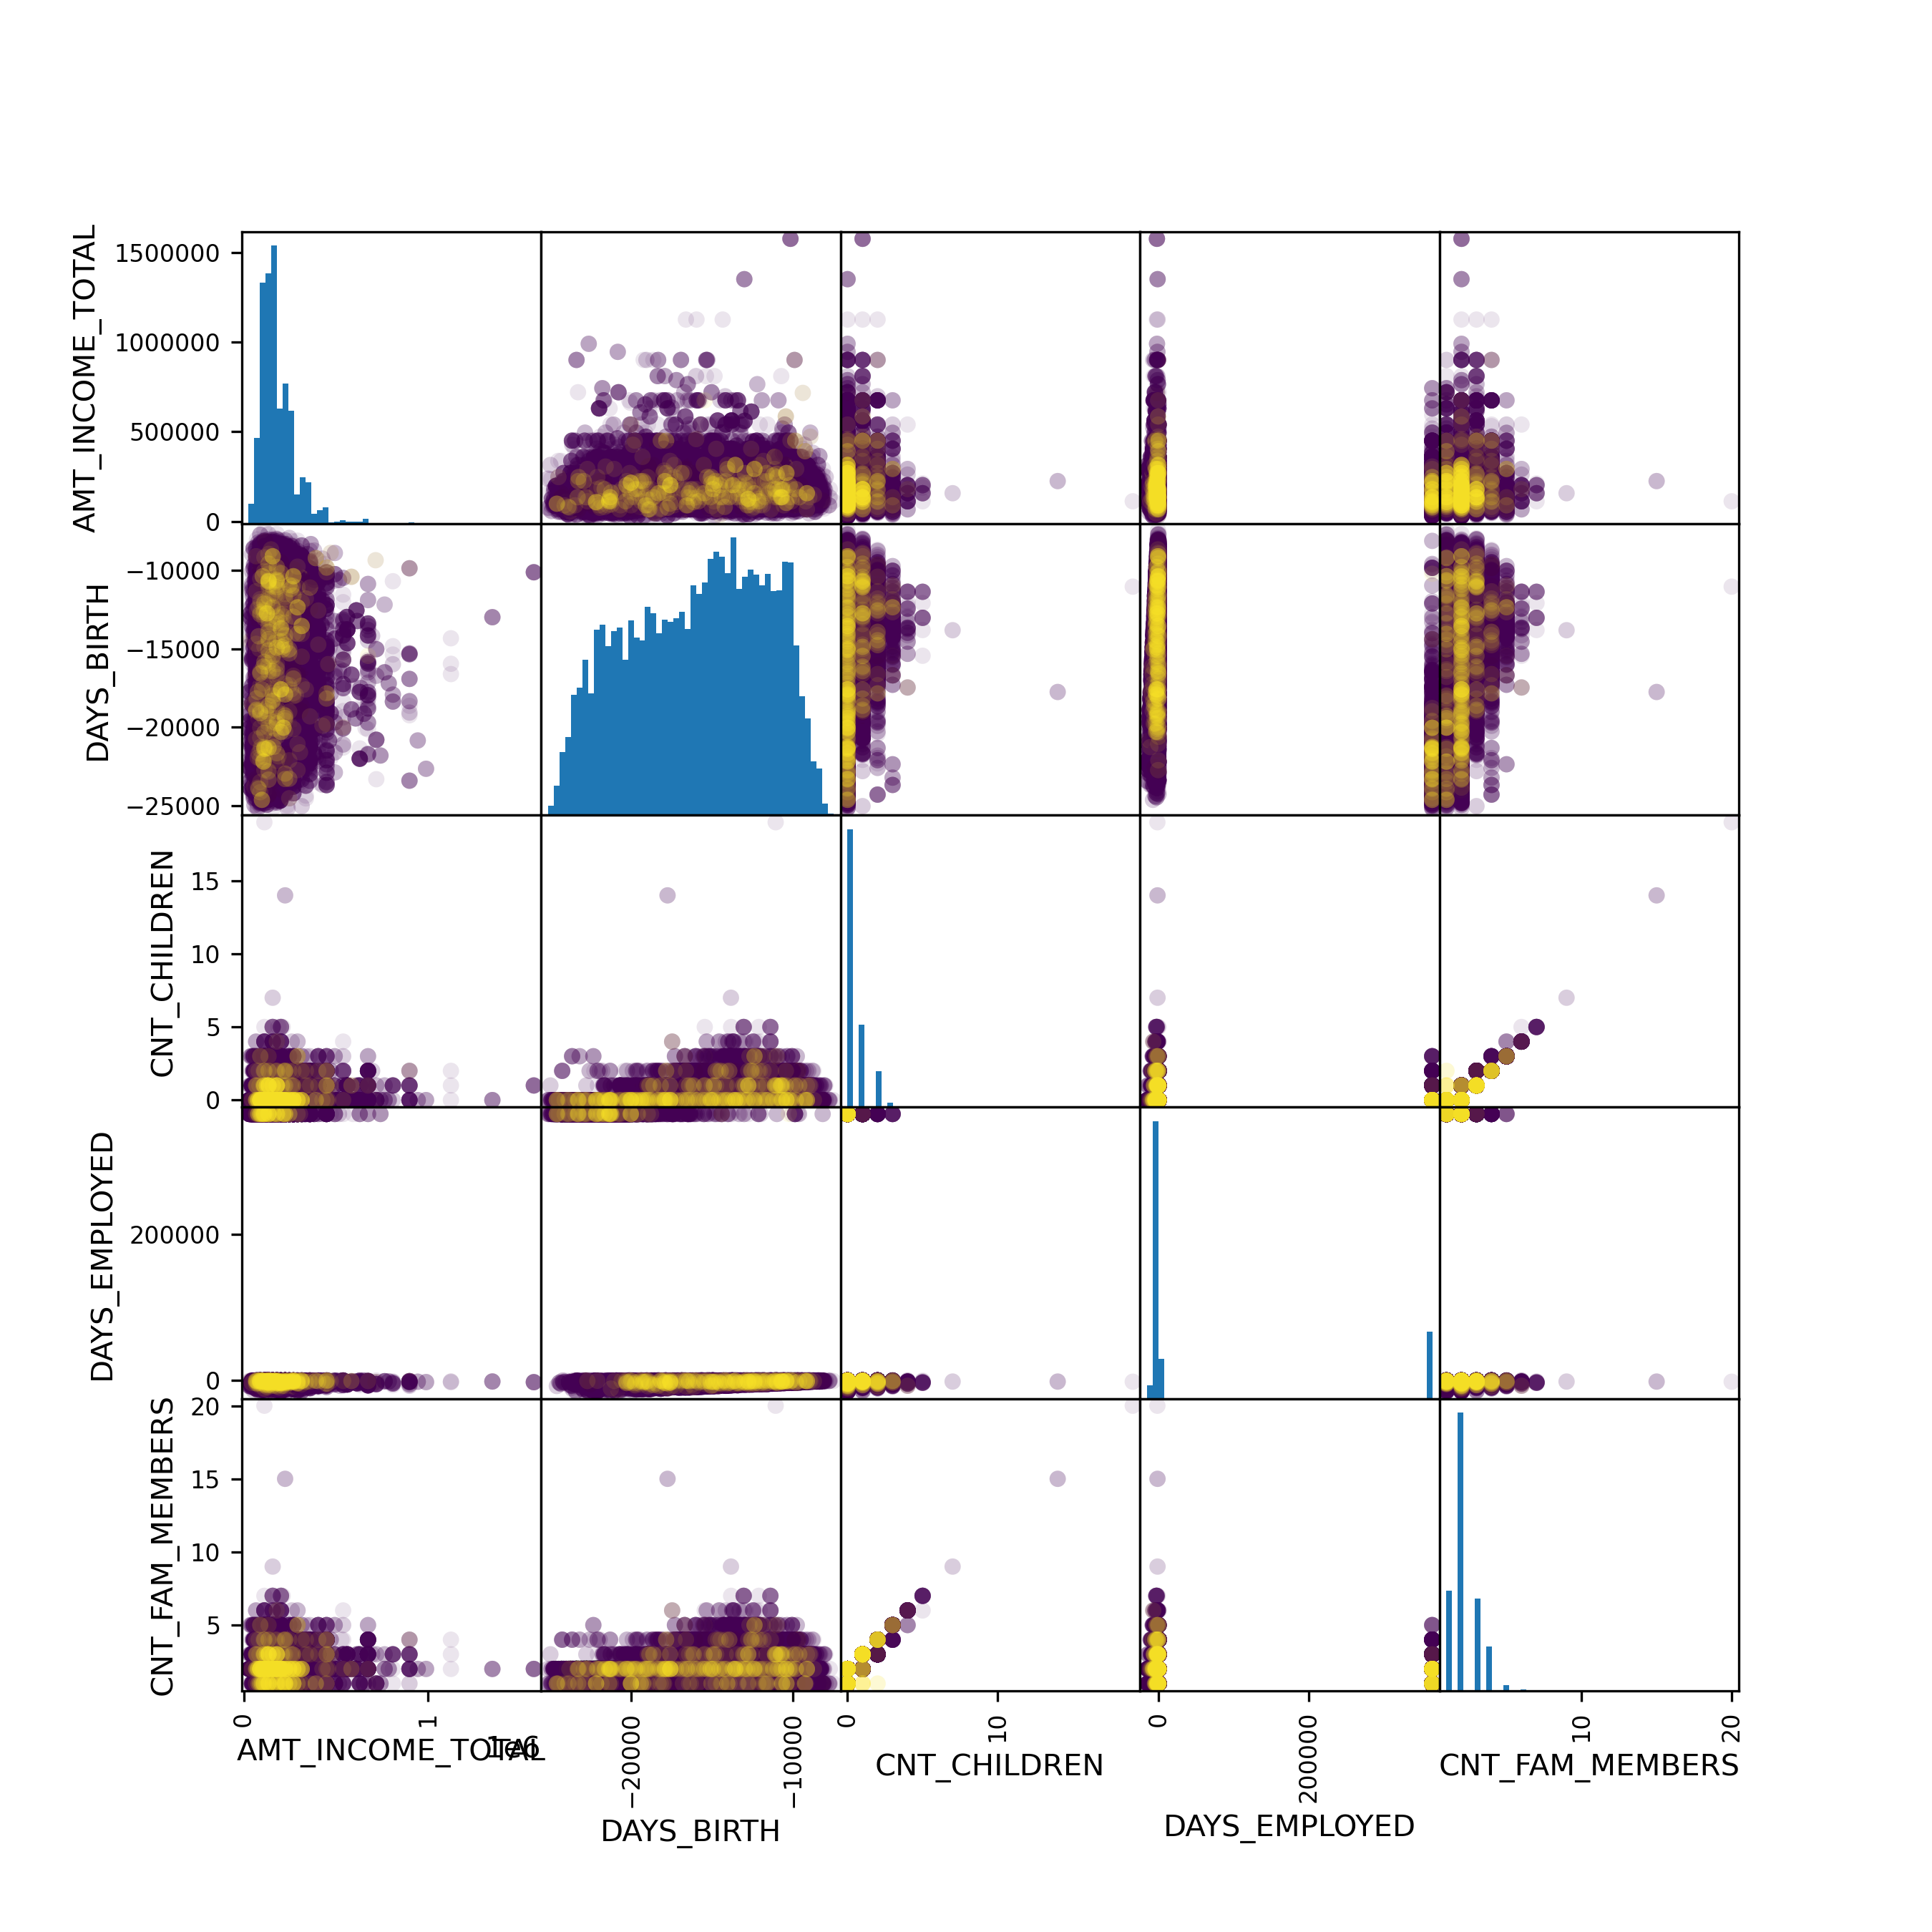 AMT_INCOME_TOTAL
1500000
1000000
500000
0
DAYS_BIRTH
−10000
−15000
−20000
−25000
CNT_CHILDREN
15
10
5
0
DAYS_EMPLOYED
200000
0
CNT_FAM_MEMBERS
20
15
10
5
0
1
1e6
AMT_INCOME_TOTAL
−20000
−10000
DAYS_BIRTH
0
10
CNT_CHILDREN
0
200000
DAYS_EMPLOYED
10
20
CNT_FAM_MEMBERS